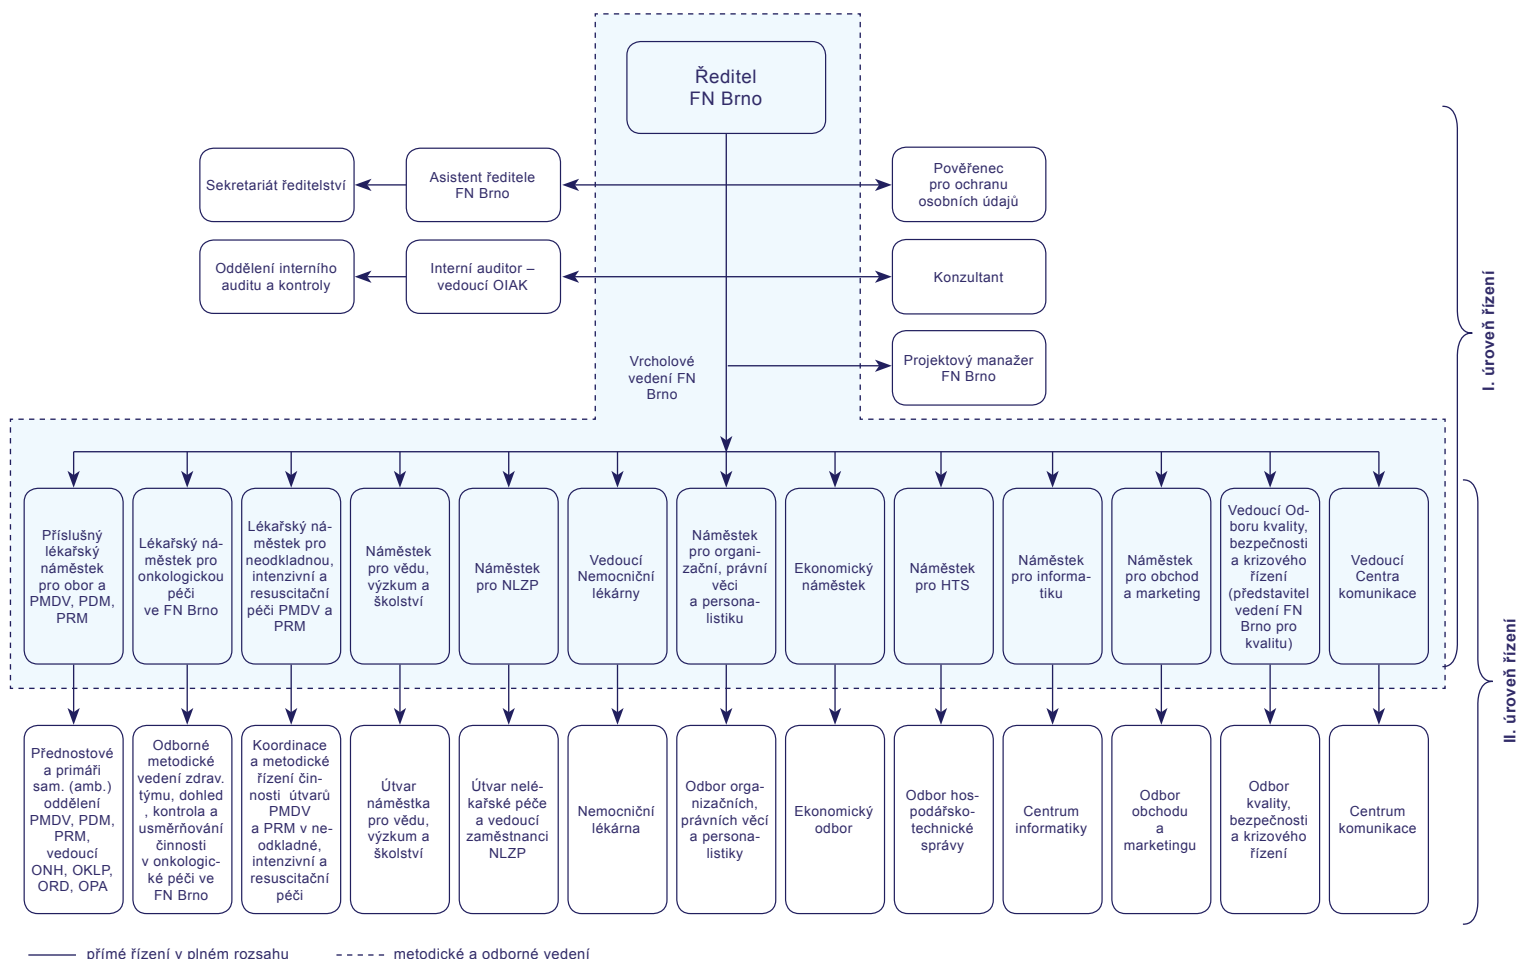 Ředitel
FN Brno
Sekretariát ředitelství
Asistent ředitele
FN Brno
Pověřenec
pro ochranu
osobních údajů
Oddělení interního
auditu a kontroly
Interní auditor –
vedoucí OIAK
Konzultant
Vrcholové
vedení FN
Brno
Projektový manažer
FN Brno
I. úroveň řízení
Příslušný
lékařský
náměstek
pro obor a
PMDV, PDM,
PRM
Lékařský ná-
městek pro
onkologickou
péči
ve FN Brno
Lékařský ná-
městek pro
neodkladnou,
intenzivní a
resuscitační
péči PMDV a
PRM
Náměstek
pro vědu,
výzkum a
školství
Náměstek
pro NLZP
Vedoucí
Nemocniční
lékárny
Náměstek
pro organi-
zační, právní
věci
a persona-
listiku
Ekonomický
náměstek
Náměstek
pro HTS
Náměstek
pro informa-
tiku
Náměstek
pro obchod
a marketing
Vedoucí Od-
boru kvality,
bezpečnosti
a krizového
řízení
(představitel
vedení FN
Brno pro
kvalitu)
Vedoucí
Centra
komunikace
II. úroveň řízení
Přednostové
a primáři
sam. (amb.)
oddělení
PMDV, PDM,
PRM,
vedoucí
ONH, OKLP,
ORD, OPA
Odborné
metodické
vedení zdrav.
týmu, dohled
, kontrola a
usměrňování
činnosti
v onkologic-
ké péči ve
FN Brno
Koordinace
a metodické
řízení čin-
nosti útvarů
PMDV
a PRM v ne-
odkladné,
intenzivní a
resuscitační
péči
Útvar
náměstka
pro vědu,
výzkum a
školství
Útvar nelé-
kařské péče
a vedoucí
zaměstnanci
NLZP
Nemocniční
lékárna
Odbor orga-
nizačních,
právních věcí
a persona-
listiky
Ekonomický
odbor
Odbor hos-
podářsko-
technické
správy
Centrum
informatiky
Odbor
obchodu
a
marketingu
Odbor
kvality,
bezpečnosti
a krizového
řízení
Centrum
komunikace
přímé řízení v plném rozsahu
metodické a odborné vedení